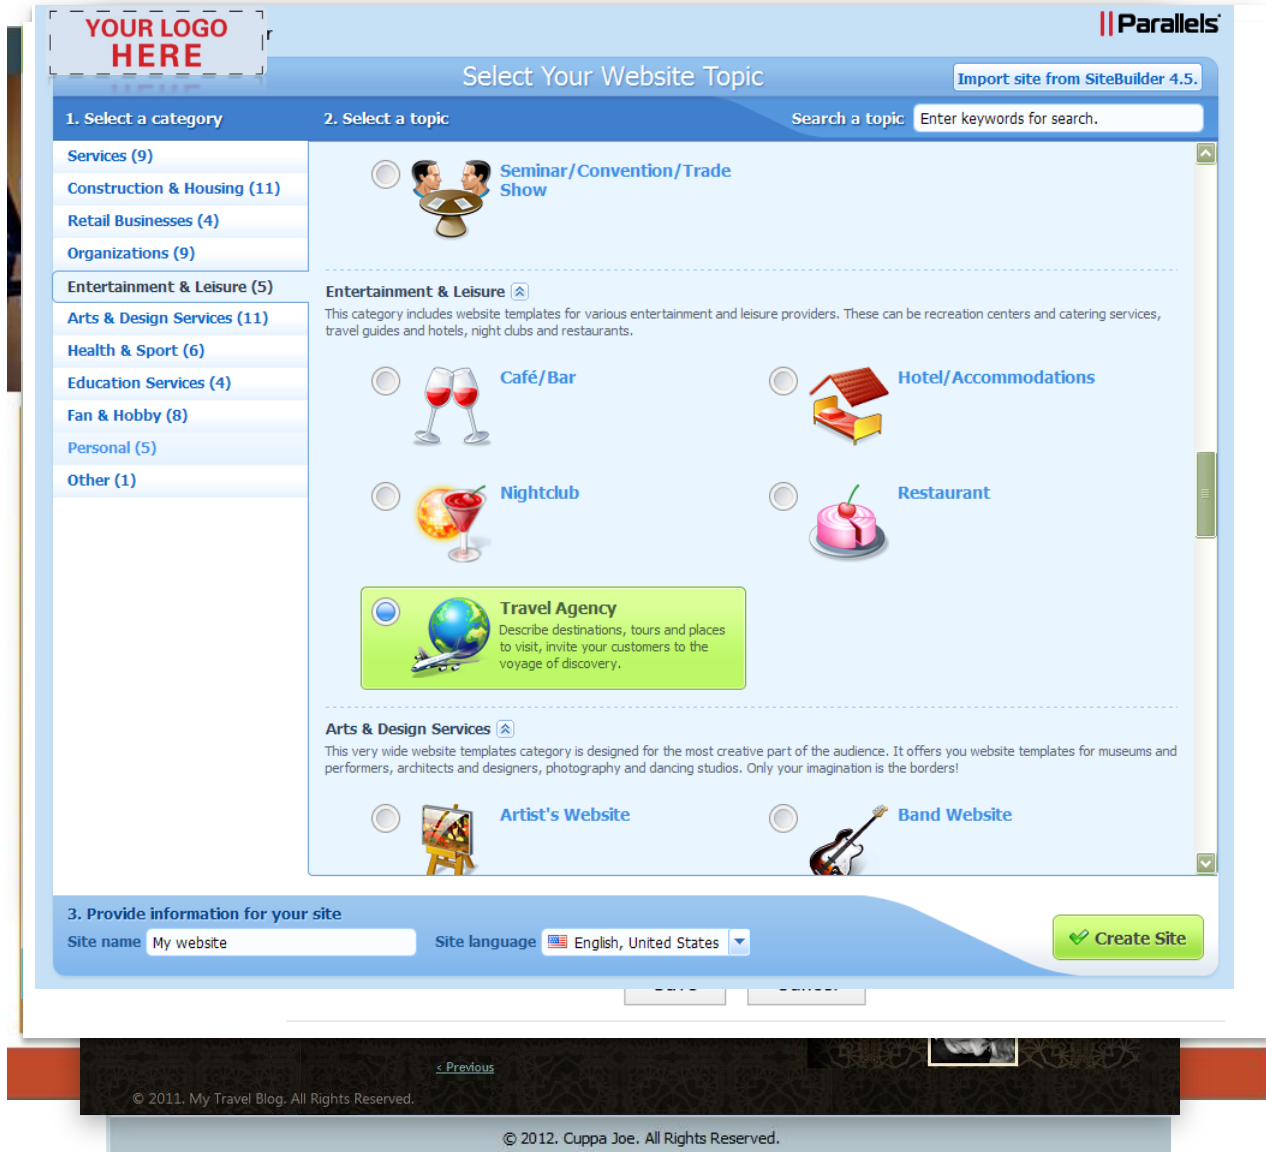 YOUR LOGO
HERE
r
Parallels
Select Your Website Topic
Import site from SiteBuilder 4.5.
1. Select a category
2. Select a topic
Search a topic
Enter keywords for search.
Services (9)
Construction & Housing (11)
Retail Businesses (4)
Organizations (9)
Entertainment & Leisure (5)
Arts & Design Services (11)
Health & Sport (6)
Education Services (4)
Fan & Hobby (8)
Personal (5)
Other (1)
Seminar/Convention/Trade
Show
Entertainment & Leisure
This category includes website templates for various entertainment and leisure providers. These can be recreation centers and catering services,
travel guides and hotels, night clubs and restaurants.
Café/Bar
Hotel/Accommodations
Nightclub
Restaurant
Travel Agency
Describe destinations, tours and places
to visit, invite your customers to the
voyage of discovery.
Arts & Design Services
This very wide website templates category is designed for the most creative part of the audience. It offers you website templates for museums and
performers, architects and designers, photography and dancing studios. Only your imagination is the borders!
Artist's Website
Band Website
3. Provide information for your site
Site name
My website
Site language
English, United States
Create Site
< Previous
© 2011. My Travel Blog. All Rights Reserved.
© 2012. Cuppa Joe. All Rights Reserved.